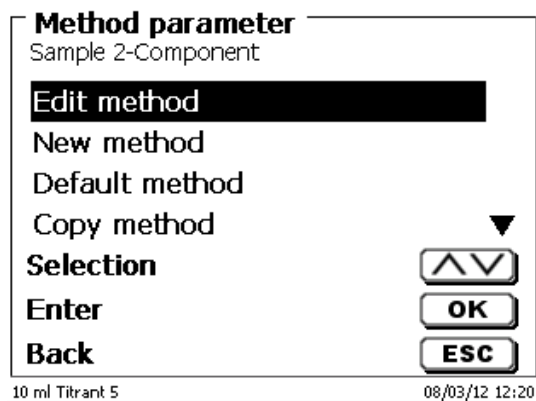 Method parameter
Sample 2-Component
Edit method
New method
Default method
Copy method
Selection
Enter OK
Back ESC
10 ml Titrant 5 08/03/12 12:20